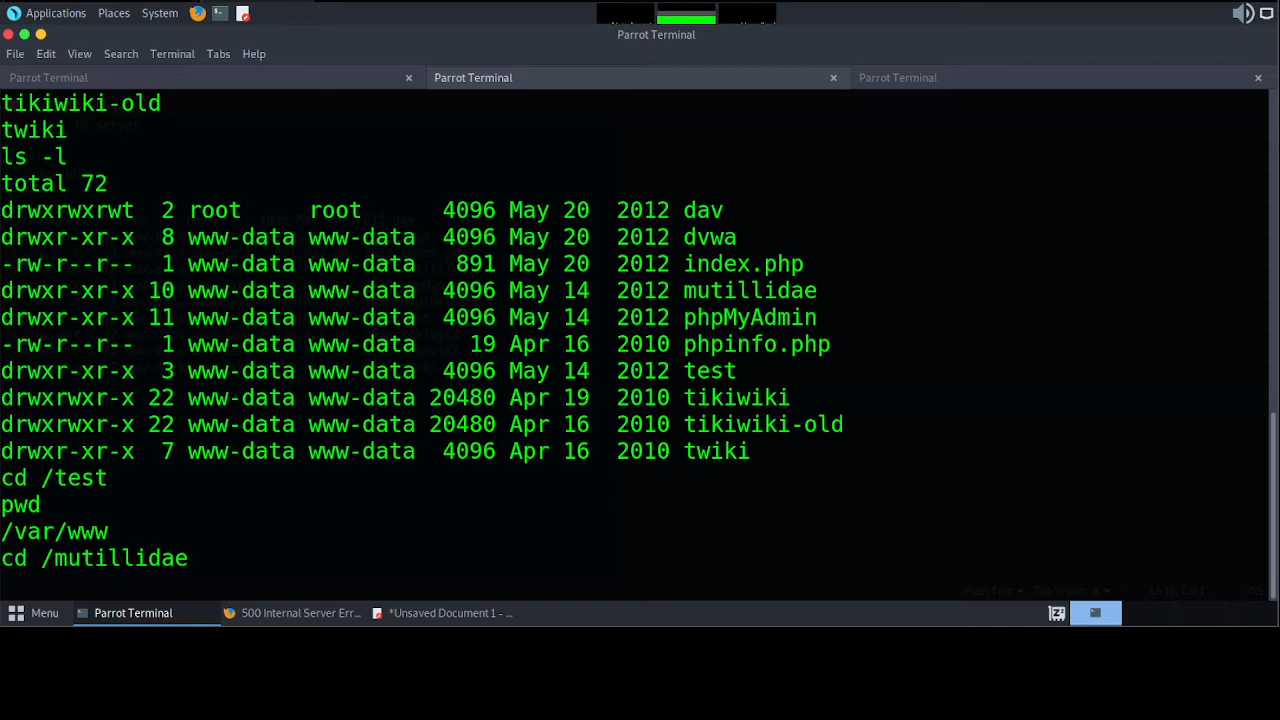 Applications Places System
Parrot Terminal
File Edit View Search Terminal Tabs Help
Parrot Terminal × Parrot Terminal × Parrot Terminal ×
tikiwiki-old
twiki
ls -l
total 72
drwxrwxrwt 2 root root 4096 May 20 2012 dav
drwxr-xr-x 8 www-data www-data 4096 May 20 2012 dvwa
-rw-r--r-- 1 www-data www-data 891 May 20 2012 index.php
drwxr-xr-x 10 www-data www-data 4096 May 14 2012 mutillidae
drwxr-xr-x 11 www-data www-data 4096 May 14 2012 phpMyAdmin
-rw-r--r-- 1 www-data www-data 19 Apr 16 2010 phpinfo.php
drwxr-xr-x 3 www-data www-data 4096 May 14 2012 test
drwxrwxr-x 22 www-data www-data 20480 Apr 19 2010 tikiwiki
drwxrwxr-x 22 www-data www-data 20480 Apr 16 2010 tikiwiki-old
drwxr-xr-x 7 www-data www-data 4096 Apr 16 2010 twiki
cd /test
pwd
/var/www
cd /mutillidae
Menu Parrot Terminal 500 Internal Server Err... *Unsaved Document 1 - ...